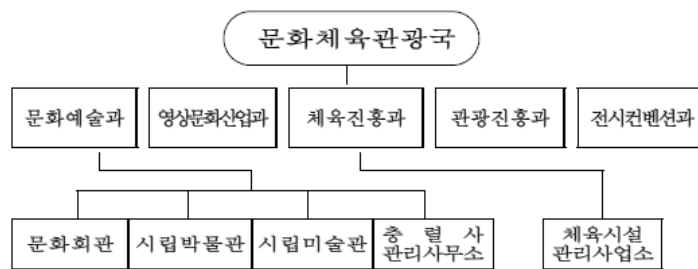 문화체육관광국
문화예술과
영상문화산업과
체육진흥과
관광진흥과
전시컨벤션과
문화회관
시립박물관
시립미술관
충렬사
관리사무소
체육시설
관리사업소